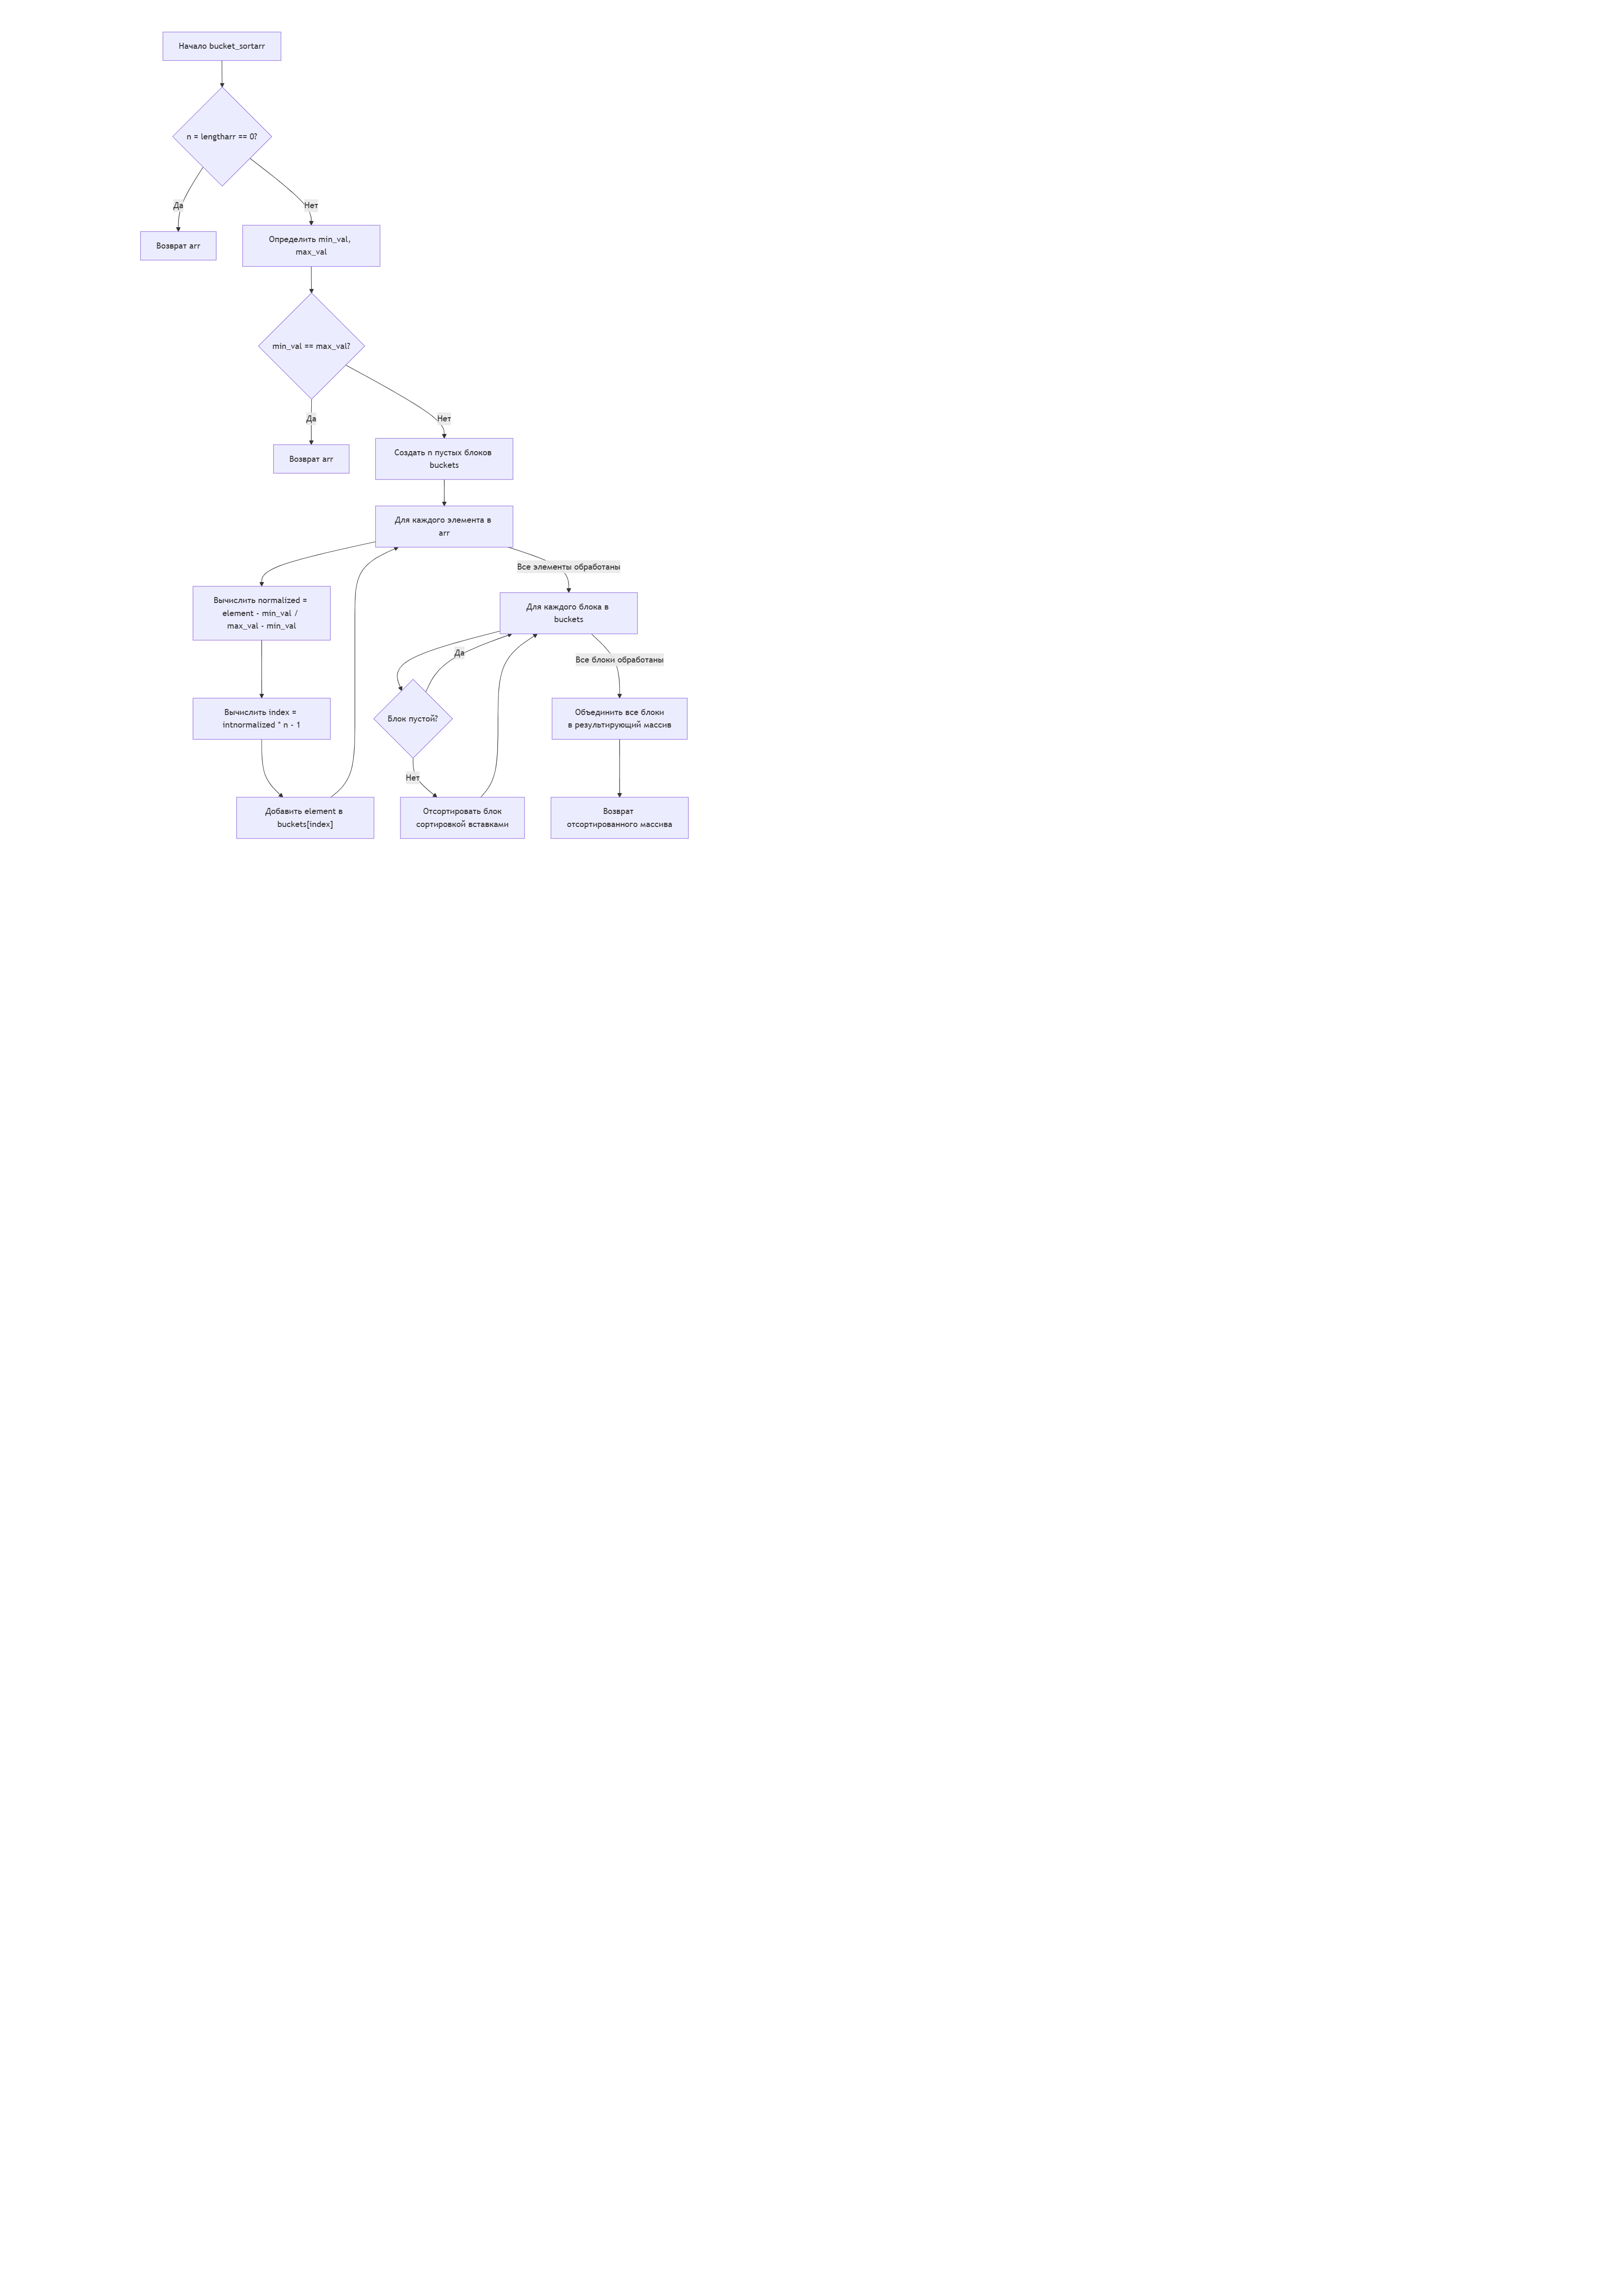 Начало bucket_sortarr
n = lengtharr == 0?
Да
Нет
Возврат arr
Определить min_val,
max_val
min_val == max_val?
Да
Нет
Возврат arr
Создать n пустых блоков
buckets
Для каждого элемента в
arr
Все элементы обработаны
Вычислить normalized =
element - min_val /
max_val - min_val
Для каждого блока в
buckets
Да
Все блоки обработаны
Вычислить index =
intnormalized * n - 1
Блок пустой?
Объединить все блоки
в результирующий массив
Нет
Добавить element в
buckets[index]
Отсортировать блок
сортировкой вставками
Возврат
отсортированного массива